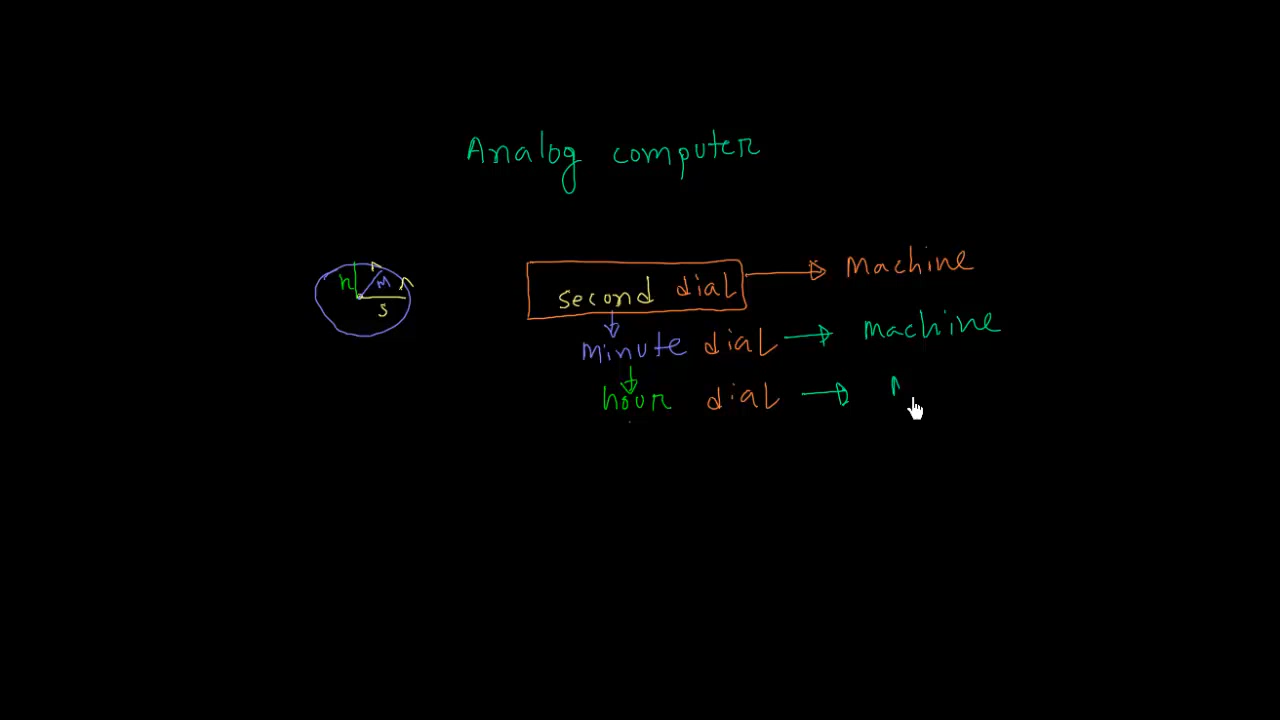 Analog computer
h M s
second dial → Machine
minute dial → machine
hour dial →